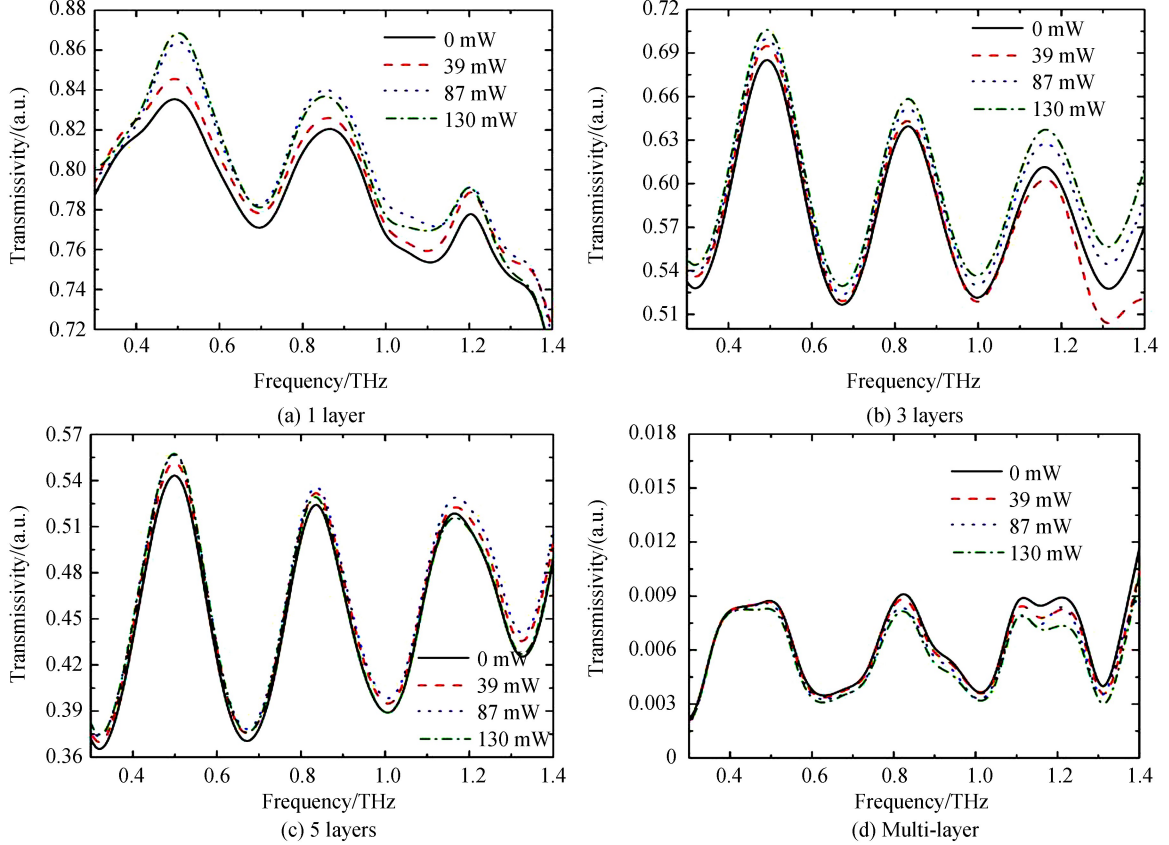 0.88
0.86
0.84
0.82
0.80
0.78
0.76
0.74
0.72
Transmissivity/(a.u.)
0 mW
39 mW
87 mW
130 mW
0.4 0.6 0.8 1.0 1.2 1.4
Frequency/THz
(a) 1 layer
0.72
0.69
0.66
0.63
0.60
0.57
0.54
0.51
Transmissivity/(a.u.)
0 mW
39 mW
87 mW
130 mW
0.4 0.6 0.8 1.0 1.2 1.4
Frequency/THz
(b) 3 layers
0.57
0.54
0.51
0.48
0.45
0.42
0.39
0.36
Transmissivity/(a.u.)
0 mW
39 mW
87 mW
130 mW
0.4 0.6 0.8 1.0 1.2 1.4
Frequency/THz
(c) 5 layers
0.018
0.015
0.012
0.009
0.006
0.003
0
Transmissivity/(a.u.)
0 mW
39 mW
87 mW
130 mW
0.4 0.6 0.8 1.0 1.2 1.4
Frequency/THz
(d) Multi-layer